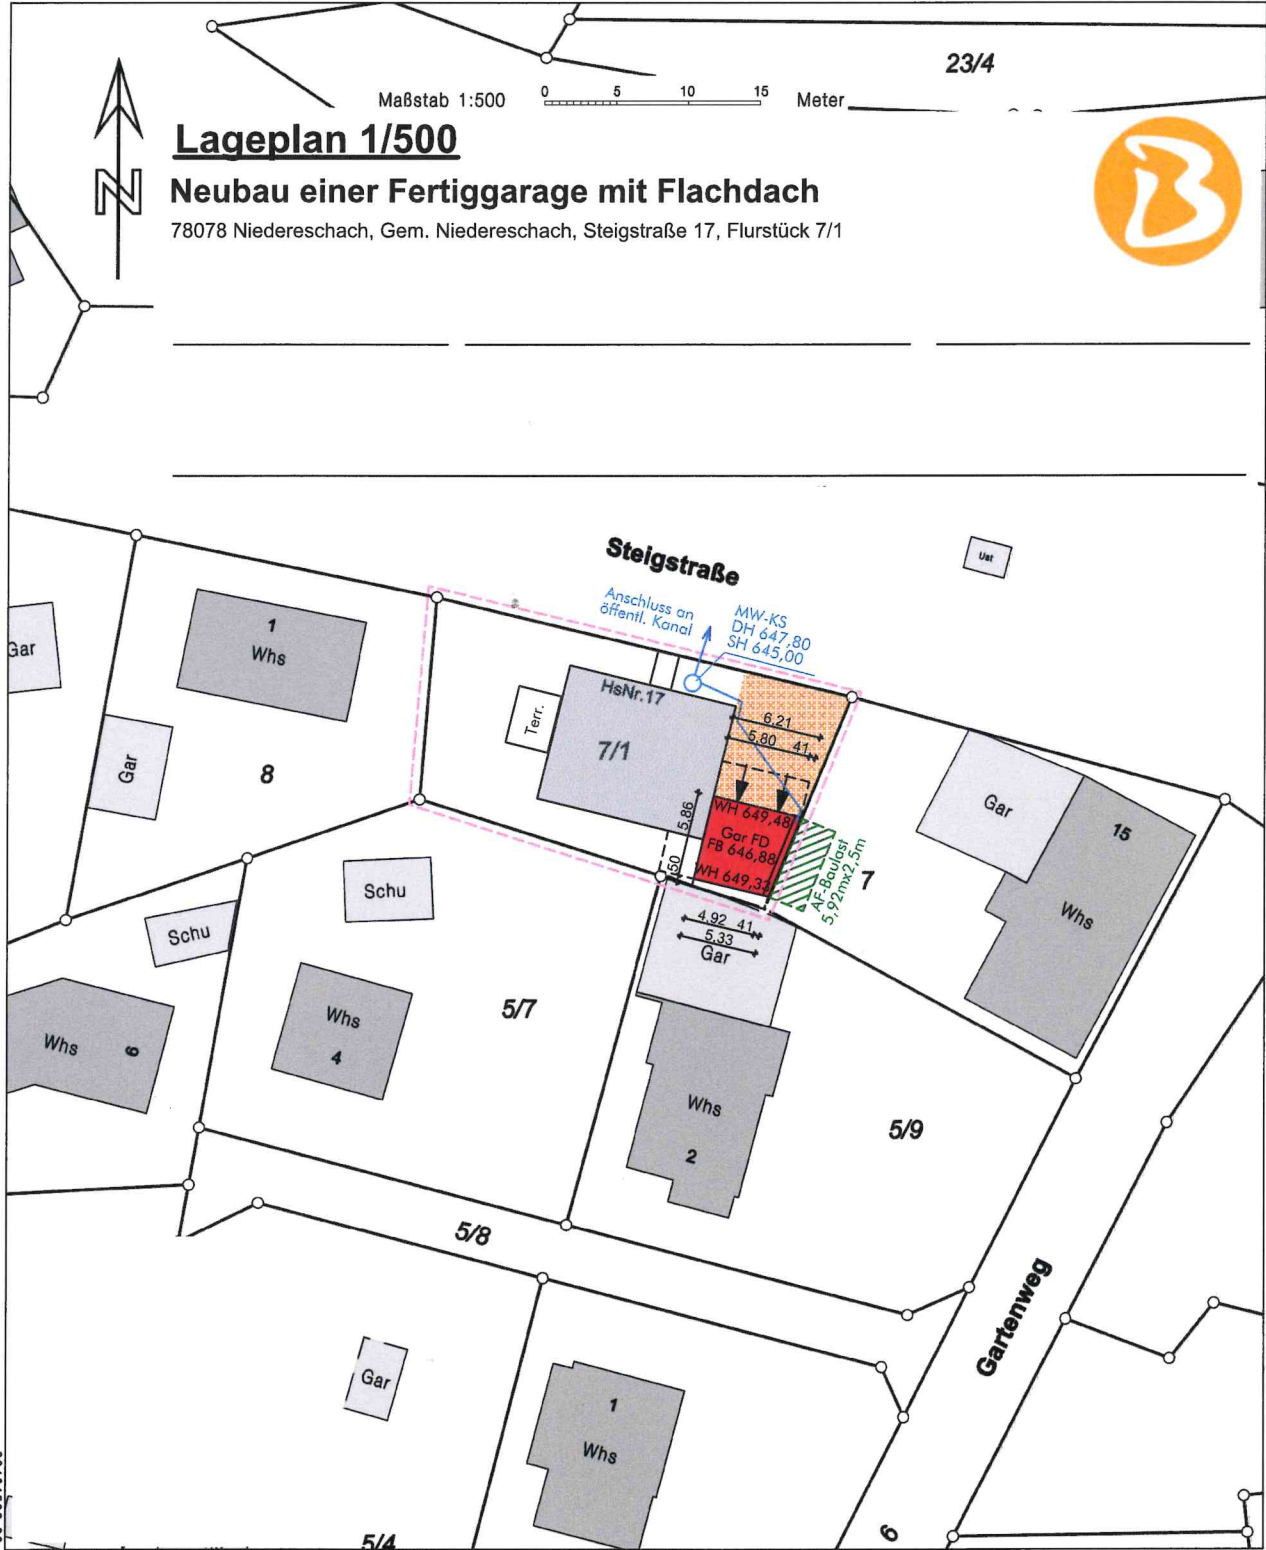 23/4
Maßstab 1:500
0 5 10 15
Meter
Lageplan 1/500
N
Neubau einer Fertiggarage mit Flachdach
78078 Niedereschach, Gem. Niedereschach, Steigstraße 17, Flurstück 7/1
B
Steigstraße
Ust
Anschluss an
öffentl. Kanal
MW-KS
DH 647,80
SH 645,00
1
Whs
Gar
HsNr.17
Terr.
7/1
6,21
5,80 41
Gar
8
Gar
15
5,86
WH 649,48
Gar FD
FB 646,88
WH 649,33
50
AF-Baulast
5,92mx2,5m
7
Schu
Whs
Schu
4,92 41
5,33
Gar
5/7
Whs
4
Whs
6
Whs
2
5/9
5/8
Gartenweg
Gar
1
Whs
6
5/4